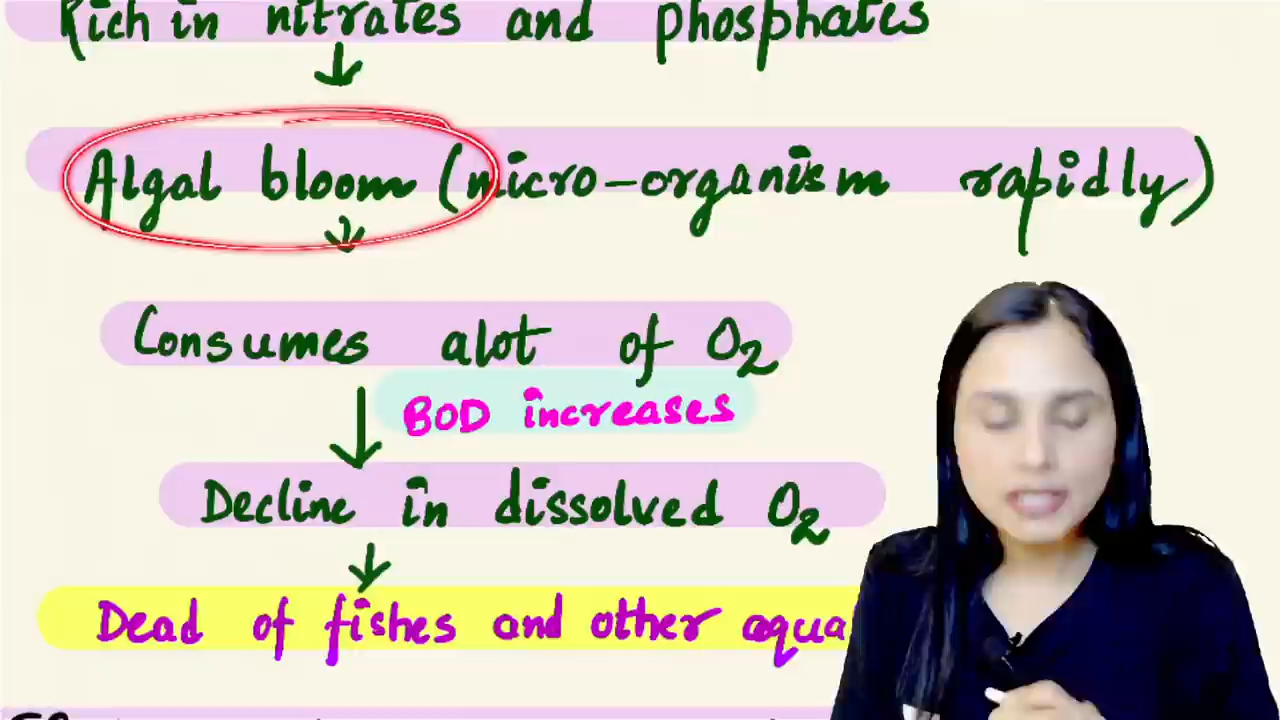 Rich in nitrates and phosphates
Algal bloom (micro-organism rapidly)
Consumes alot of O₂
BOD increases
Decline in dissolved O₂
Dead of fishes and other aqua